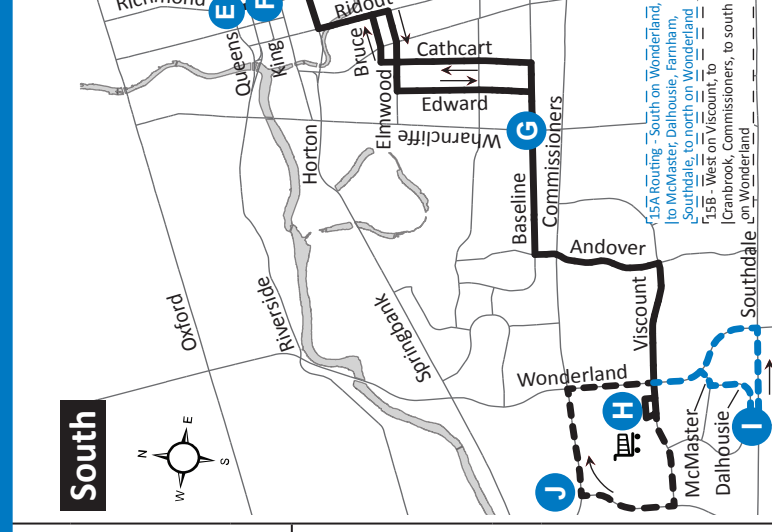 South
N
E
S
W
Richmond
E
F
Ridout
Queens
King
Bruce
Cathcart
Elmwood
Edward
Horton
Wharncliffe
G
Baseline
Commissioners
Oxford
Riverside
Springbank
Andover
Viscount
Wonderland
Southdale
H
I
J
McMaster
Dalhousie
15A Routing - South on Wonderland,
to McMaster, Dalhousie, Farnham,
Southdale, to north on Wonderland
15B - West on Viscount, to
Cranbrook, Commissioners, to south
on Wonderland